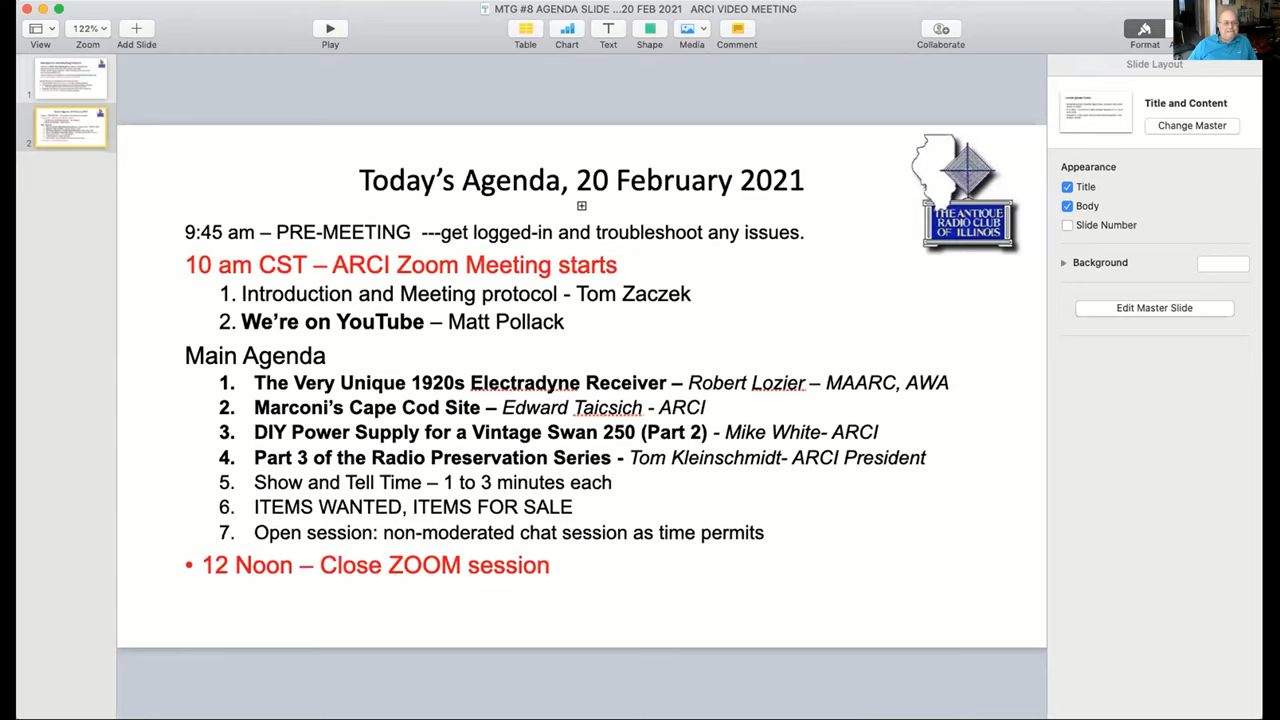 MTG #8 AGENDA SLIDE ...20 FEB 2021 ARCI VIDEO MEETING
122%
View
Zoom
Add Slide
Play
Table
Chart
Text
Shape
Media
Comment
Collaborate
Format
Slide Layout
1
2
Title and Content
Change Master
Appearance
Title
Body
Slide Number
Background
Edit Master Slide
Today's Agenda, 20 February 2021
THE ANTIQUE
RADIO CLUB
OF ILLINOIS
9:45 am – PRE-MEETING ---get logged-in and troubleshoot any issues.
10 am CST – ARCI Zoom Meeting starts
1. Introduction and Meeting protocol - Tom Zaczek
2. We're on YouTube – Matt Pollack
Main Agenda
1. The Very Unique 1920s Electradyne Receiver – Robert Lozier – MAARC, AWA
2. Marconi's Cape Cod Site – Edward Taicsich - ARCI
3. DIY Power Supply for a Vintage Swan 250 (Part 2) - Mike White- ARCI
4. Part 3 of the Radio Preservation Series - Tom Kleinschmidt- ARCI President
5. Show and Tell Time – 1 to 3 minutes each
6. ITEMS WANTED, ITEMS FOR SALE
7. Open session: non-moderated chat session as time permits
• 12 Noon – Close ZOOM session